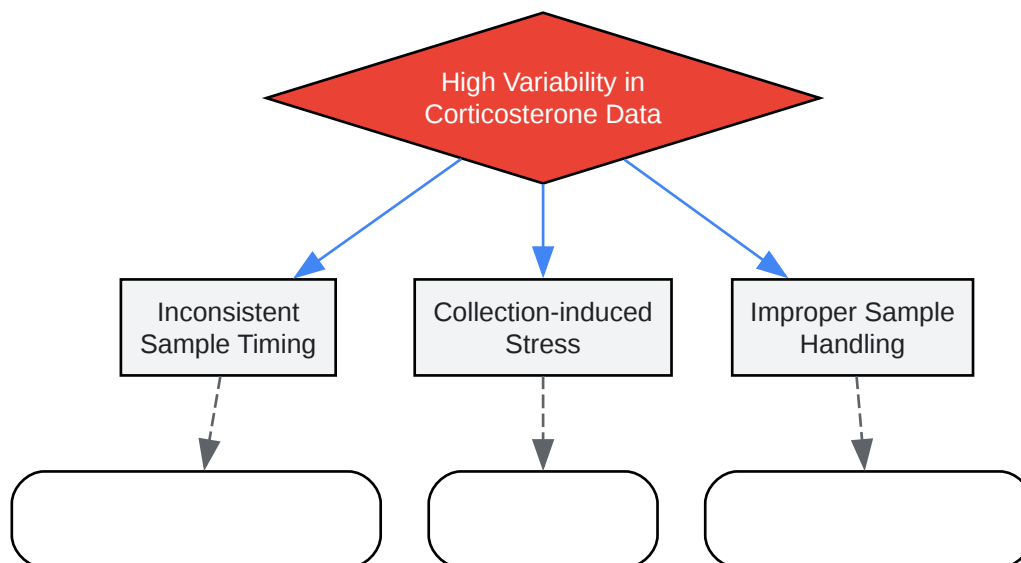 High Variability in
Corticosterone Data
Inconsistent
Sample Timing
Collection-induced
Stress
Improper Sample
Handling